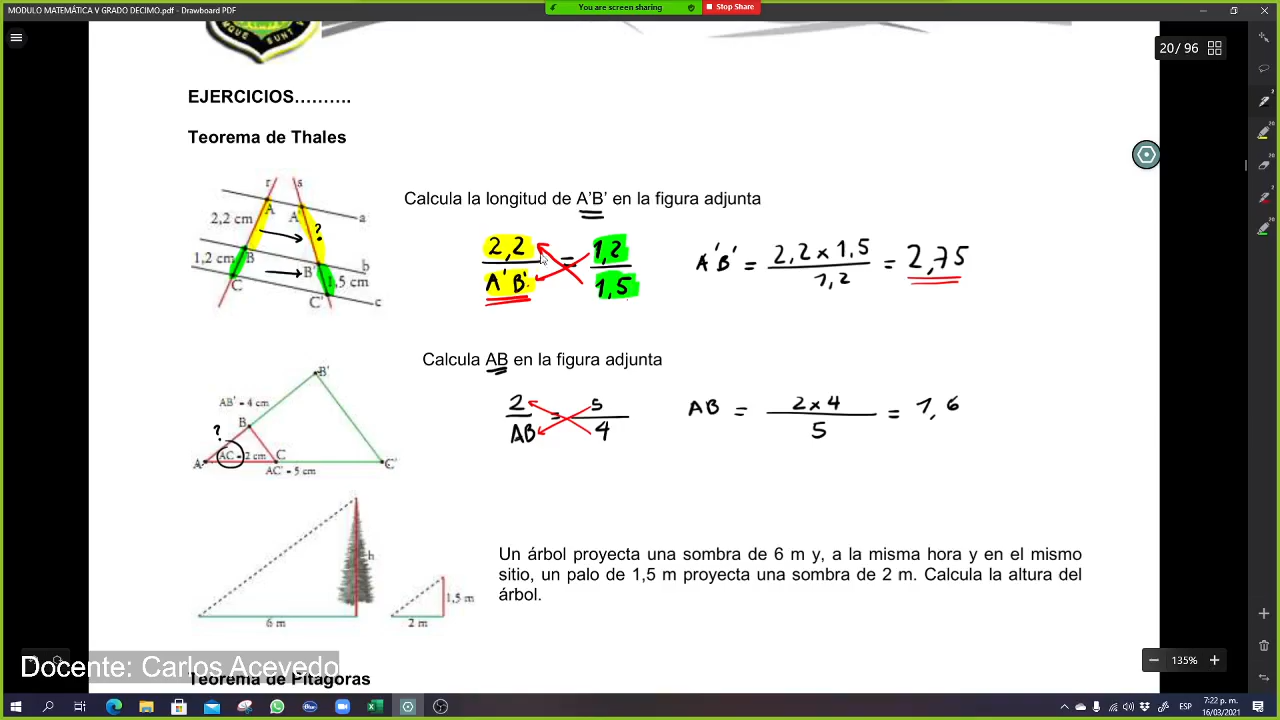 MODULO MATEMÁTICA V GRADO DECIMO.pdf - Drawboard PDF
You are screen sharing
Stop Share
QUE SUNT
20 / 96
EJERCICIOS……….
Teorema de Thales
r s
A A' a
2,2 cm ?
1,2 cm B B' b
1,5 cm
C C' c
Calcula la longitud de A'B' en la figura adjunta
2,2 / A'B' = 1,2 / 1,5
A'B' = 2,2 x 1,5 / 1,2 = 2,75
Calcula AB en la figura adjunta
B'
AB' = 4 cm
? B
A AC = 2 cm C C'
AC' = 5 cm
2 / AB = 5 / 4
AB = 2 x 4 / 5 = 1,6
h
1,5 m
6 m 2 m
Un árbol proyecta una sombra de 6 m y, a la misma hora y en el mismo
sitio, un palo de 1,5 m proyecta una sombra de 2 m. Calcula la altura del
árbol.
Docente: Carlos Acevedo
135%
Teorema de Pitágoras
ESP
7:22 p. m.
16/03/2021